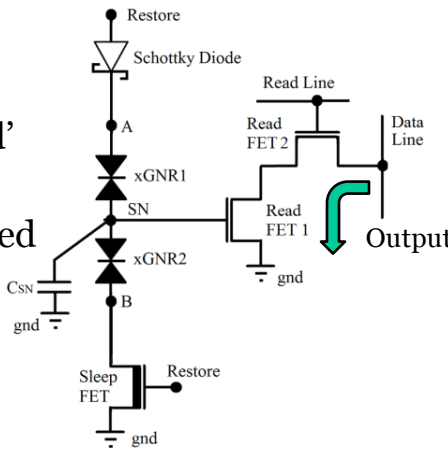 Restore
Schottky Diode
Read Line
A
Read
FET 2
Data
Line
l'
xGNR1
SN
Read
FET 1
ed
Output
xGNR2
CSN
gnd
gnd
B
Sleep
FET
Restore
gnd